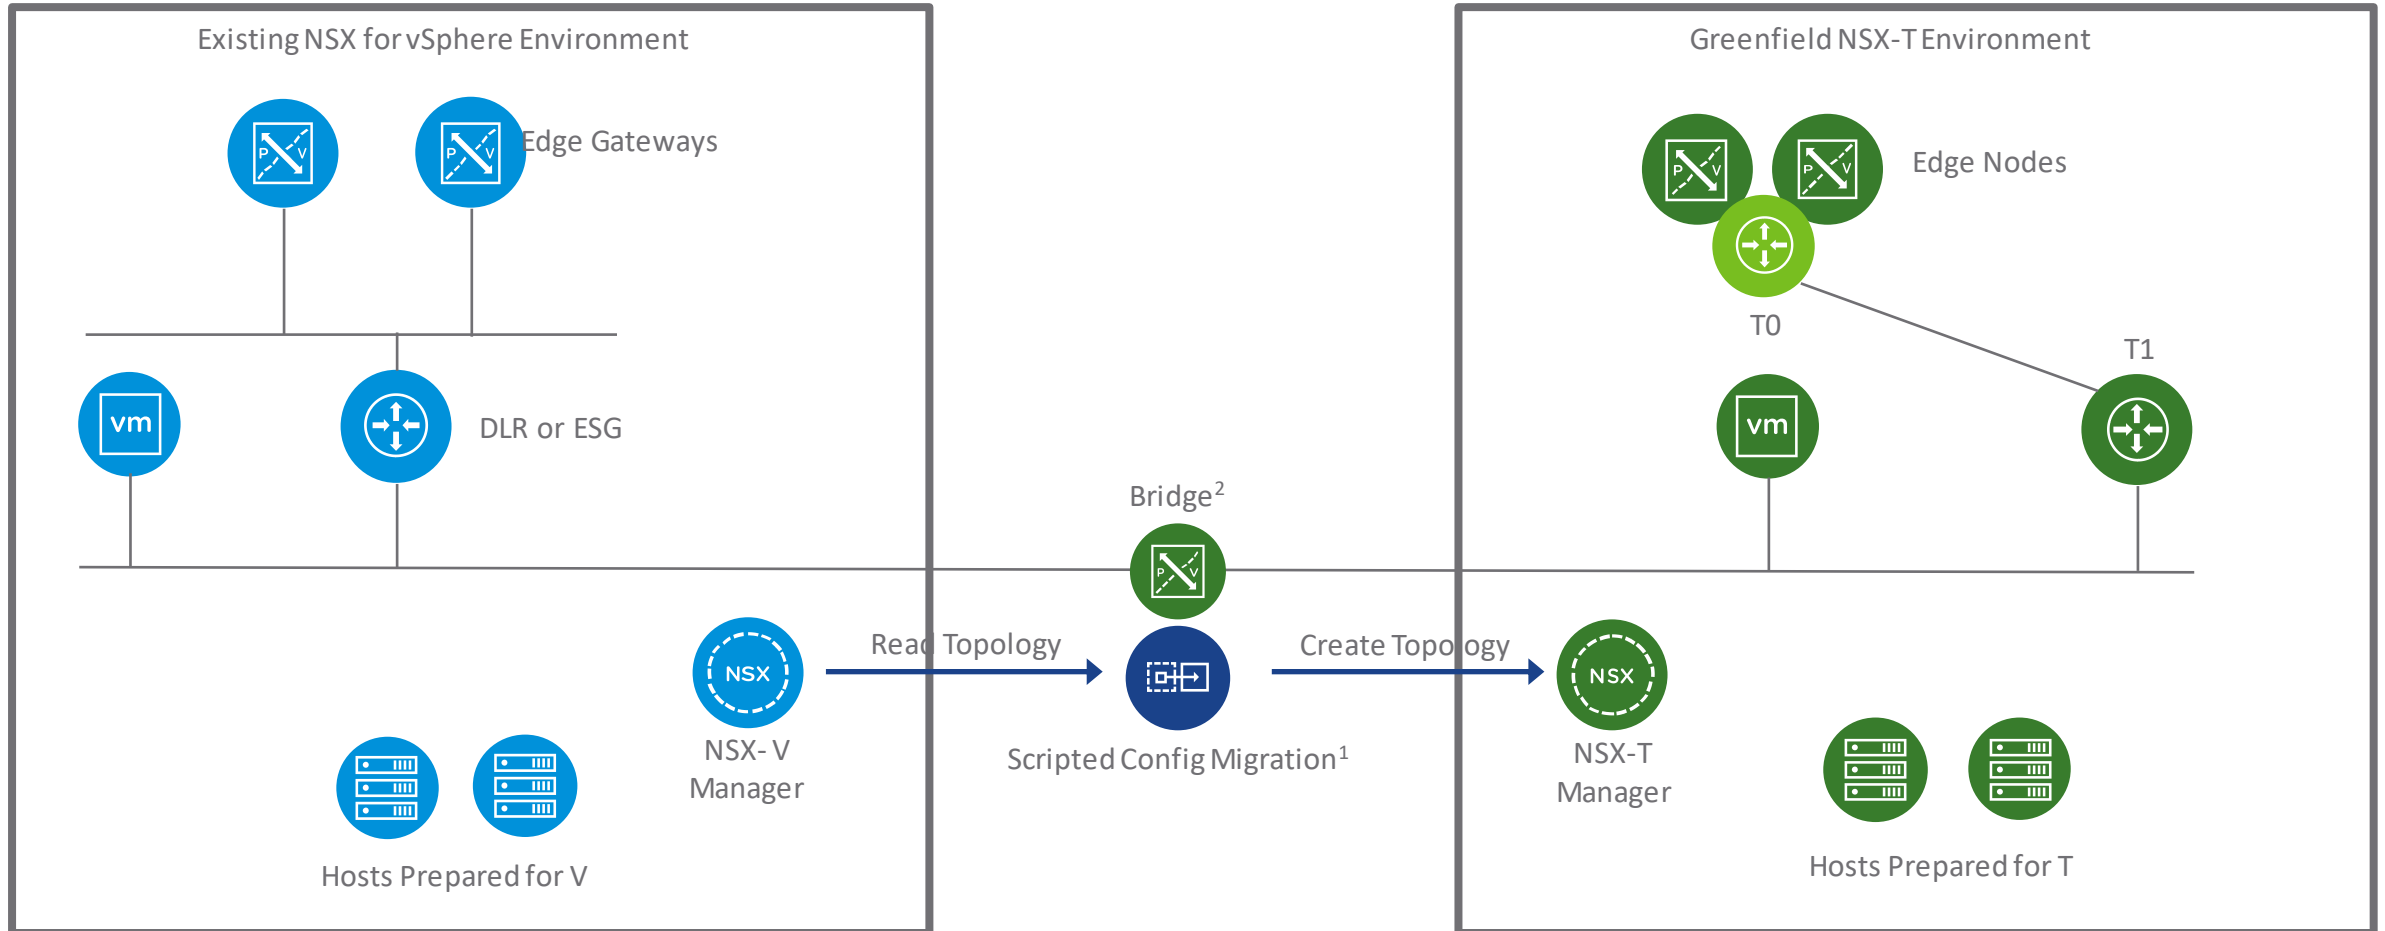 Existing NSX for vSphere Environment
P V
P V
Edge Gateways
vm
DLR or ESG
Bridge2
P V
Read Topology
Create Topology
NSX
NSX- V
Manager
Scripted Config Migration1
Hosts Prepared for V
Greenfield NSX-T Environment
P V
P V
Edge Nodes
T0
T1
vm
NSX
NSX-T
Manager
Hosts Prepared for T